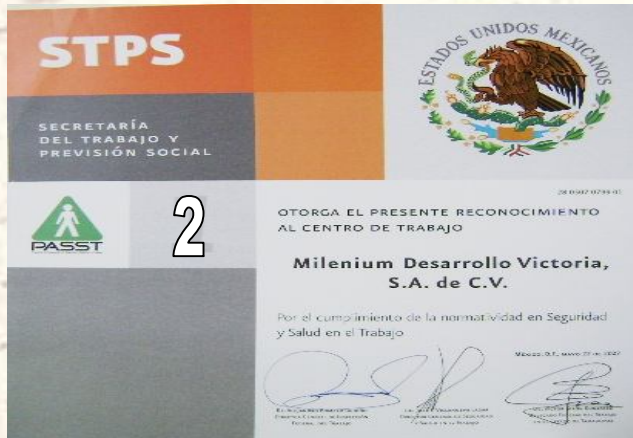 STPS
ESTADOS UNIDOS MEXICANOS
SECRETARÍA
DEL TRABAJO Y
PREVISIÓN SOCIAL
PASST
2
OTORGA EL PRESENTE RECONOCIMIENTO
AL CENTRO DE TRABAJO
Milenium Desarrollo Victoria,
S.A. de C.V.
Por el cumplimiento de la normatividad en Seguridad
y Salud en el Trabajo
México, D.F.,